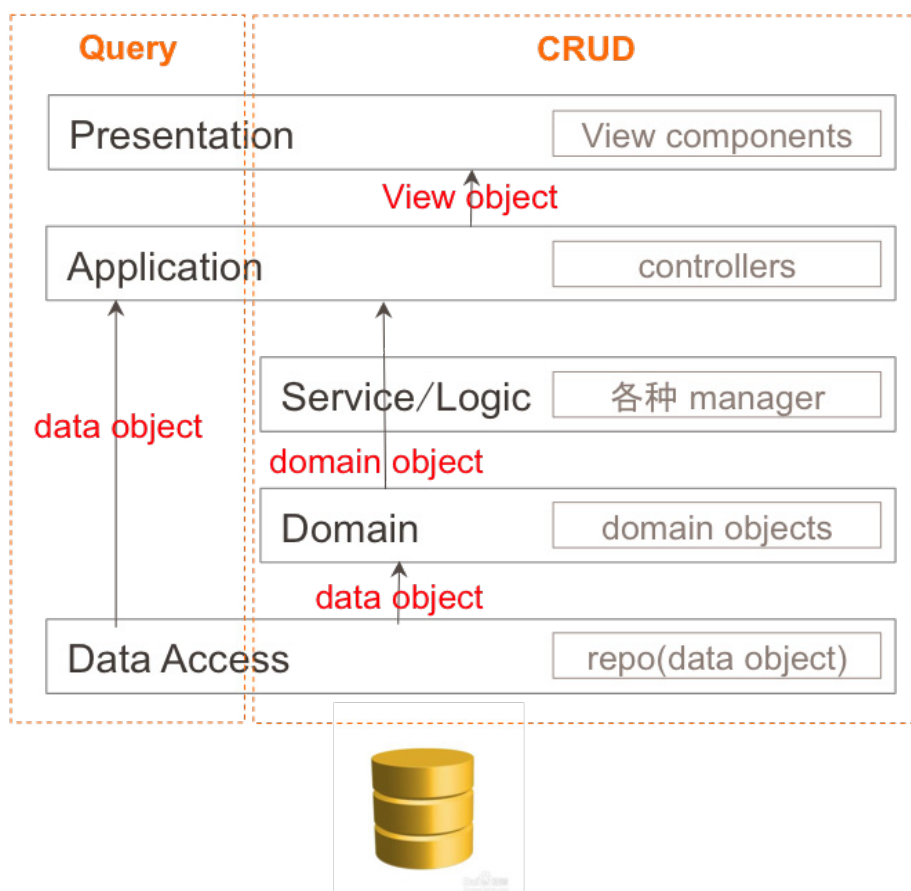 Query
CRUD
Presentation
View components
View object
Application
controllers
Service/Logic
各种 manager
data object
domain object
Domain
domain objects
data object
Data Access
repo(data object)